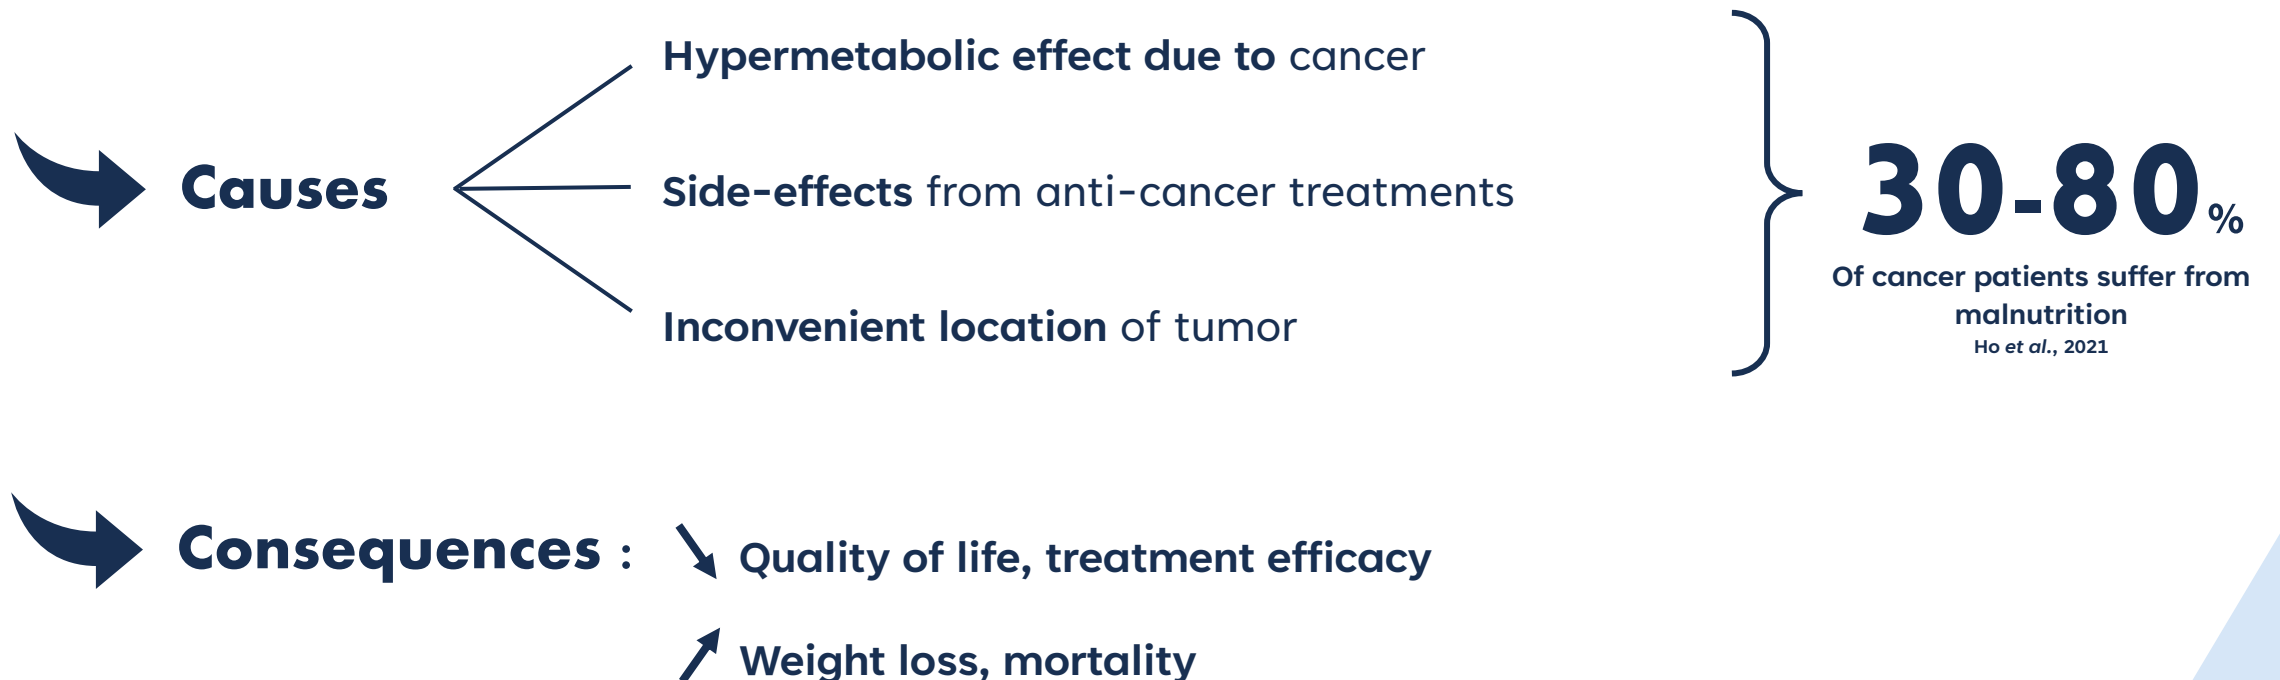 Hypermetabolic effect due to cancer
Causes
Side-effects from anti-cancer treatments
Inconvenient location of tumor
30-80%
Of cancer patients suffer from
malnutrition
Ho et al., 2021
Consequences :
Quality of life, treatment efficacy
Weight loss, mortality